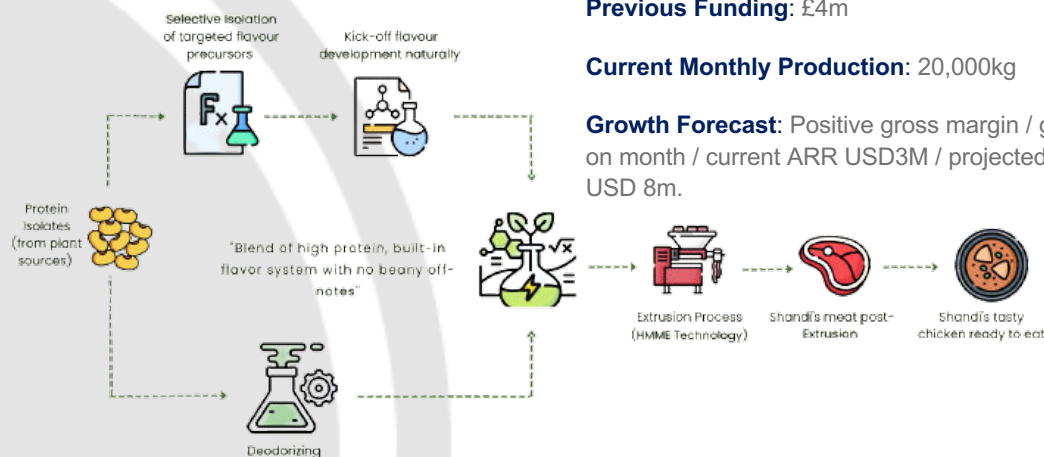 Previous Funding: £4m
Current Monthly Production: 20,000kg
Growth Forecast: Positive gross margin /
on month / current ARR USD3M / projected
USD 8m.
Selective Isolation
of targeted flavour
precursors
Kick-off flavour
development naturally
Fx
Protein
Isolates
(from plant
sources)
"Blend of high protein, built-in
flavor system with no beany off-
notes"
√x
Extrusion Process
(HMME Technology)
Shandi's meat post-
Extrusion
Shandi's tasty
chicken ready to eat
Deodorizing